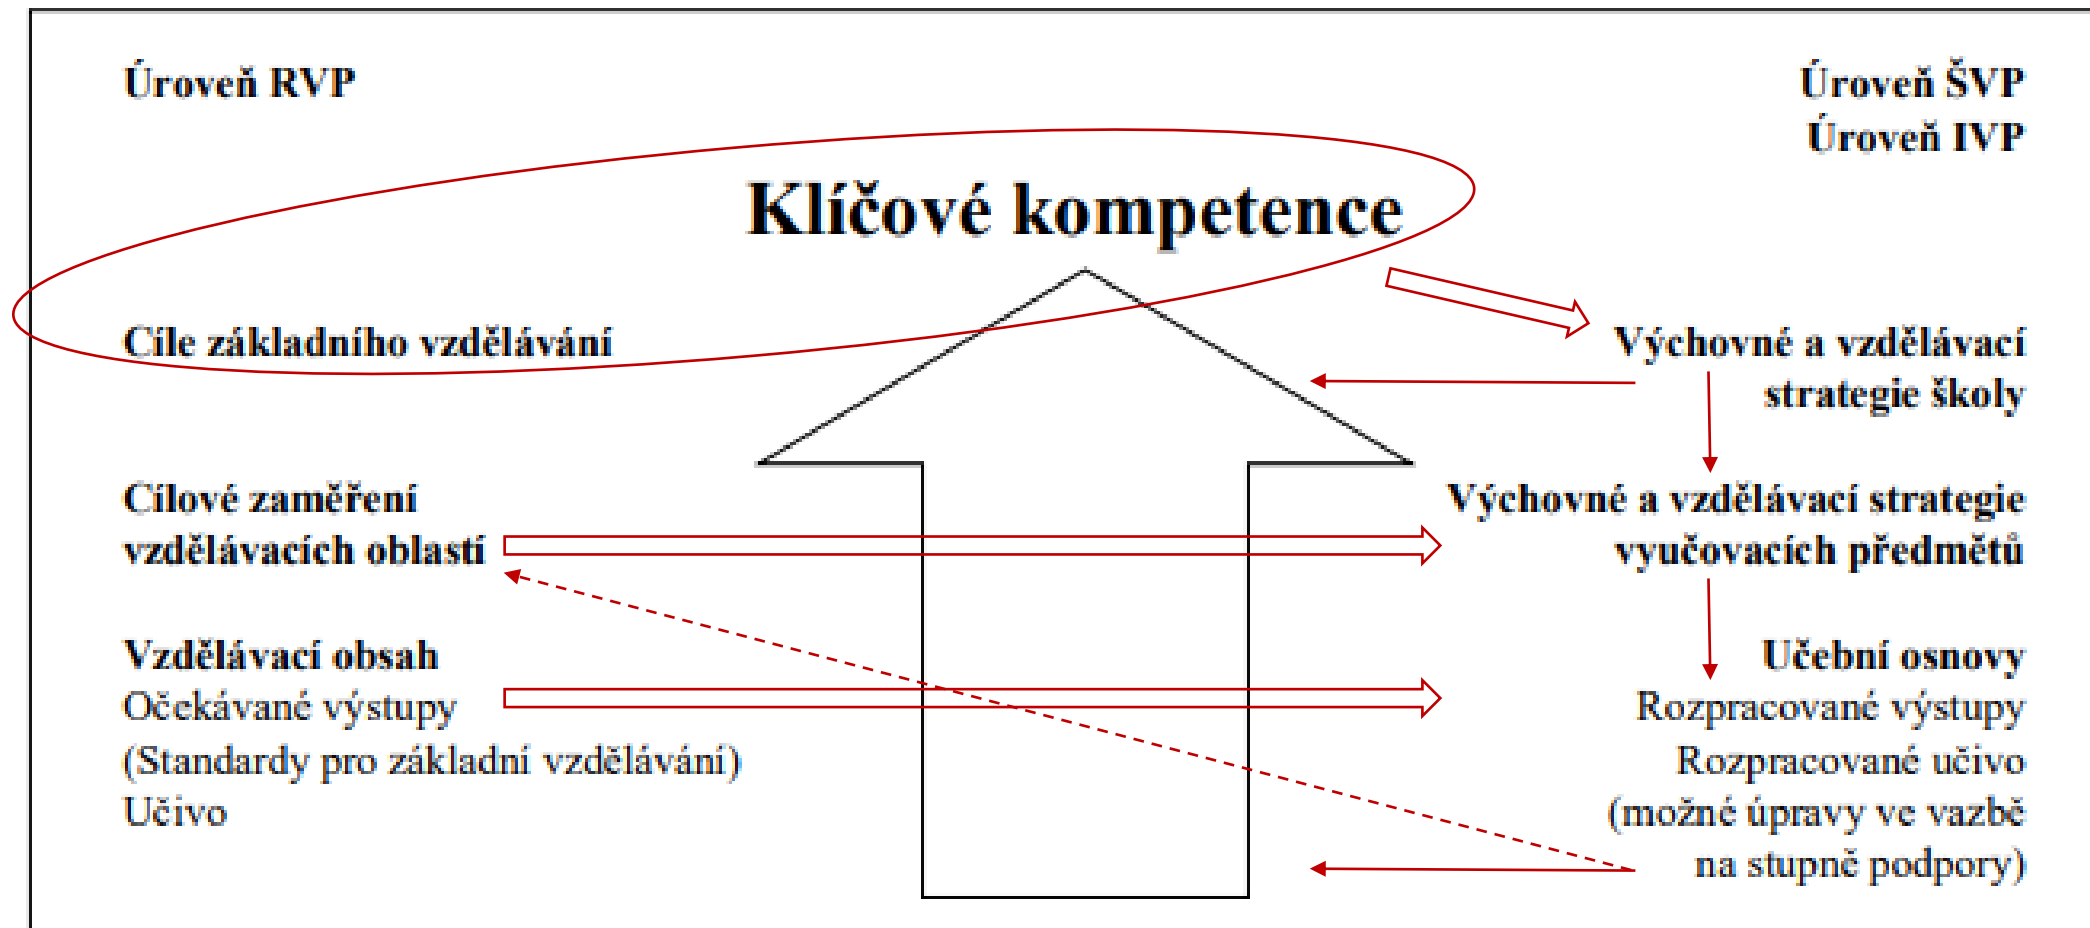 Úroveň RVP
Úroveň ŠVP
Úroveň IVP
Klíčové kompetence
Cíle základního vzdělávání
Výchovné a vzdělávací
strategie školy
Cílové zaměření
vzdělávacích oblastí
Výchovné a vzdělávací strategie
vyučovacích předmětů
Vzdělávací obsah
Očekávané výstupy
(Standardy pro základní vzdělávání)
Učivo
Učební osnovy
Rozpracované výstupy
Rozpracované učivo
(možné úpravy ve vazbě
na stupně podpory)